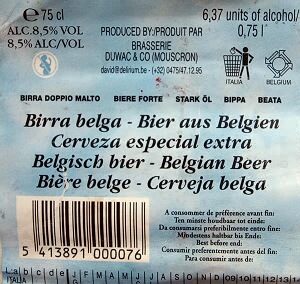 e 75 cl
ALC.8,5% VOL
8,5% ALC/VOL
PRODUCED BY:/PRODUIT PAR
BRASSERIE
DUWAC & CO (MOUSCRON)
david@delirium.be • (+32) 0475/47.12.95
6,37 units of alcohol/
0,75 l
ITALIA BELGIUM
BIRRA DOPPIO MALTO BIERE FORTE STARK ÖL BIPPA BEATA
Birra belga - Bier aus Belgien
Cerveza especial extra
Belgisch bier - Belgian Beer
Bière belge - Cerveja belga
5 413891 000076
A consommer de préférence avant fin:
Ten minste houdbaar tot einde:
Da consumarsi preferibilmente entro fine:
Mindestens haltbar bis Ende:
Best before end:
Consumir preferentemente antes del fin:
Para consumir antes de:
L a b c d e J F M A M J J A S O N D 09 10 11 12 13 14